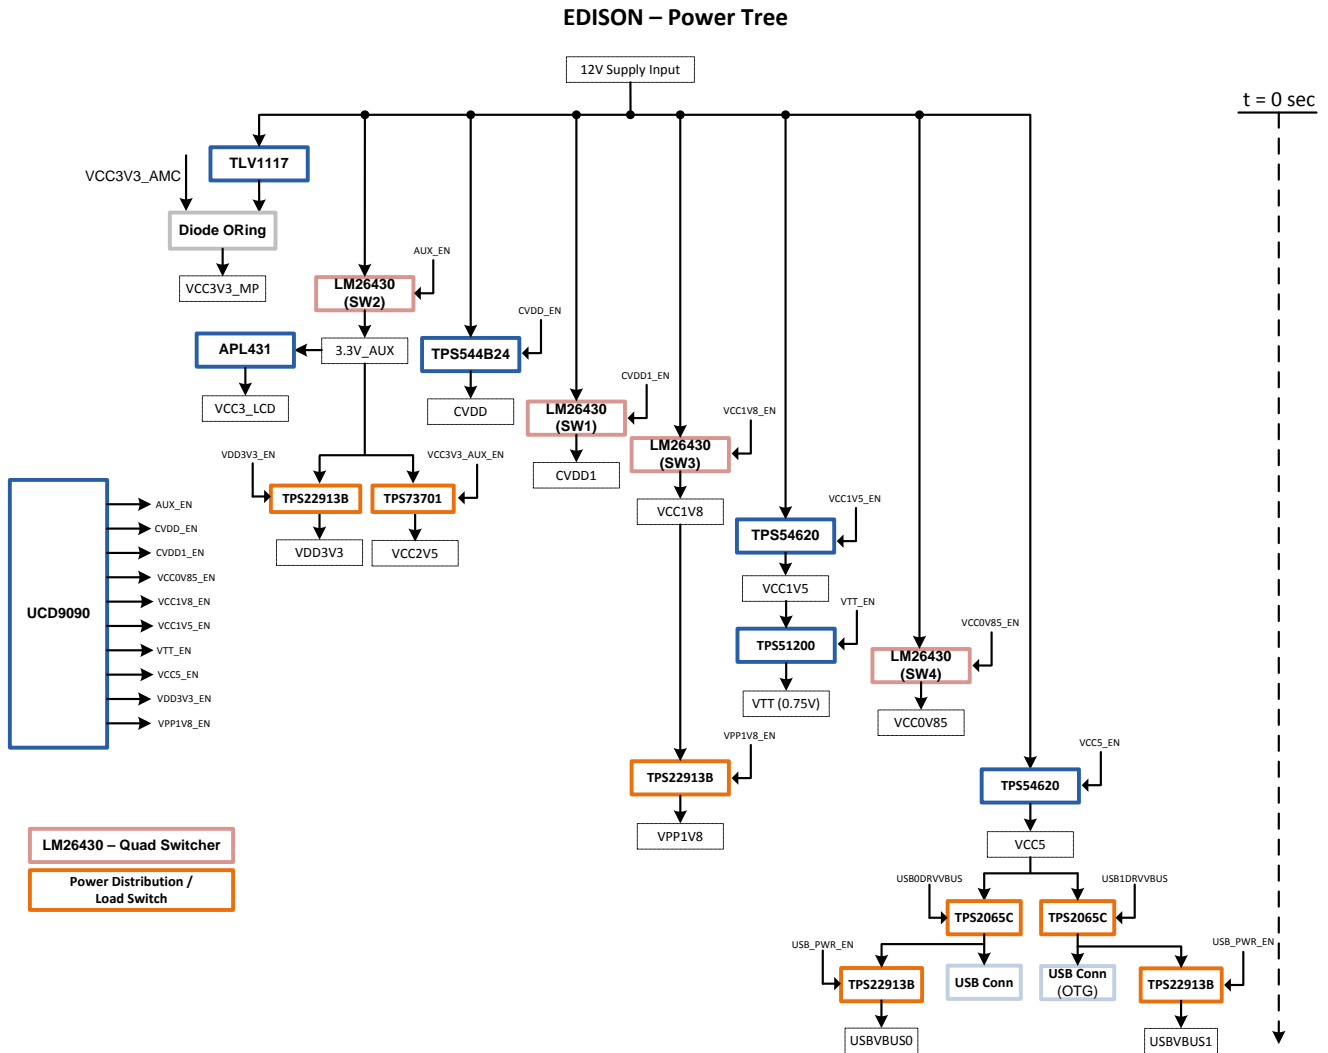 EDISON – Power Tree
12V Supply Input
t = 0 sec
TLV1117
VCC3V3_AMC
Diode ORing
VCC3V3_MP
AUX_EN
LM26430
(SW2)
CVDD_EN
APL431
3.3V_AUX
TPS544B24
VCC3_LCD
CVDD
CVDD1_EN
LM26430
(SW1)
CVDD1
VCC1V8_EN
LM26430
(SW3)
VCC1V8
VDD3V3_EN
VCC3V3_AUX_EN
TPS22913B
TPS73701
VDD3V3
VCC2V5
VCC1V5_EN
TPS54620
VCC1V5
VTT_EN
TPS51200
VTT (0.75V)
VCC0V85_EN
LM26430
(SW4)
VCC0V85
UCD9090
AUX_EN
CVDD_EN
CVDD1_EN
VCC0V85_EN
VCC1V8_EN
VCC1V5_EN
VTT_EN
VCC5_EN
VDD3V3_EN
VPP1V8_EN
VPP1V8_EN
TPS22913B
VPP1V8
VCC5_EN
TPS54620
VCC5
LM26430 – Quad Switcher
Power Distribution /
Load Switch
USB0DRVVBUS
USB1DRVVBUS
TPS2065C
TPS2065C
USB_PWR_EN
USB_PWR_EN
TPS22913B
USB Conn
USB Conn
(OTG)
TPS22913B
USBVBUS0
USBVBUS1